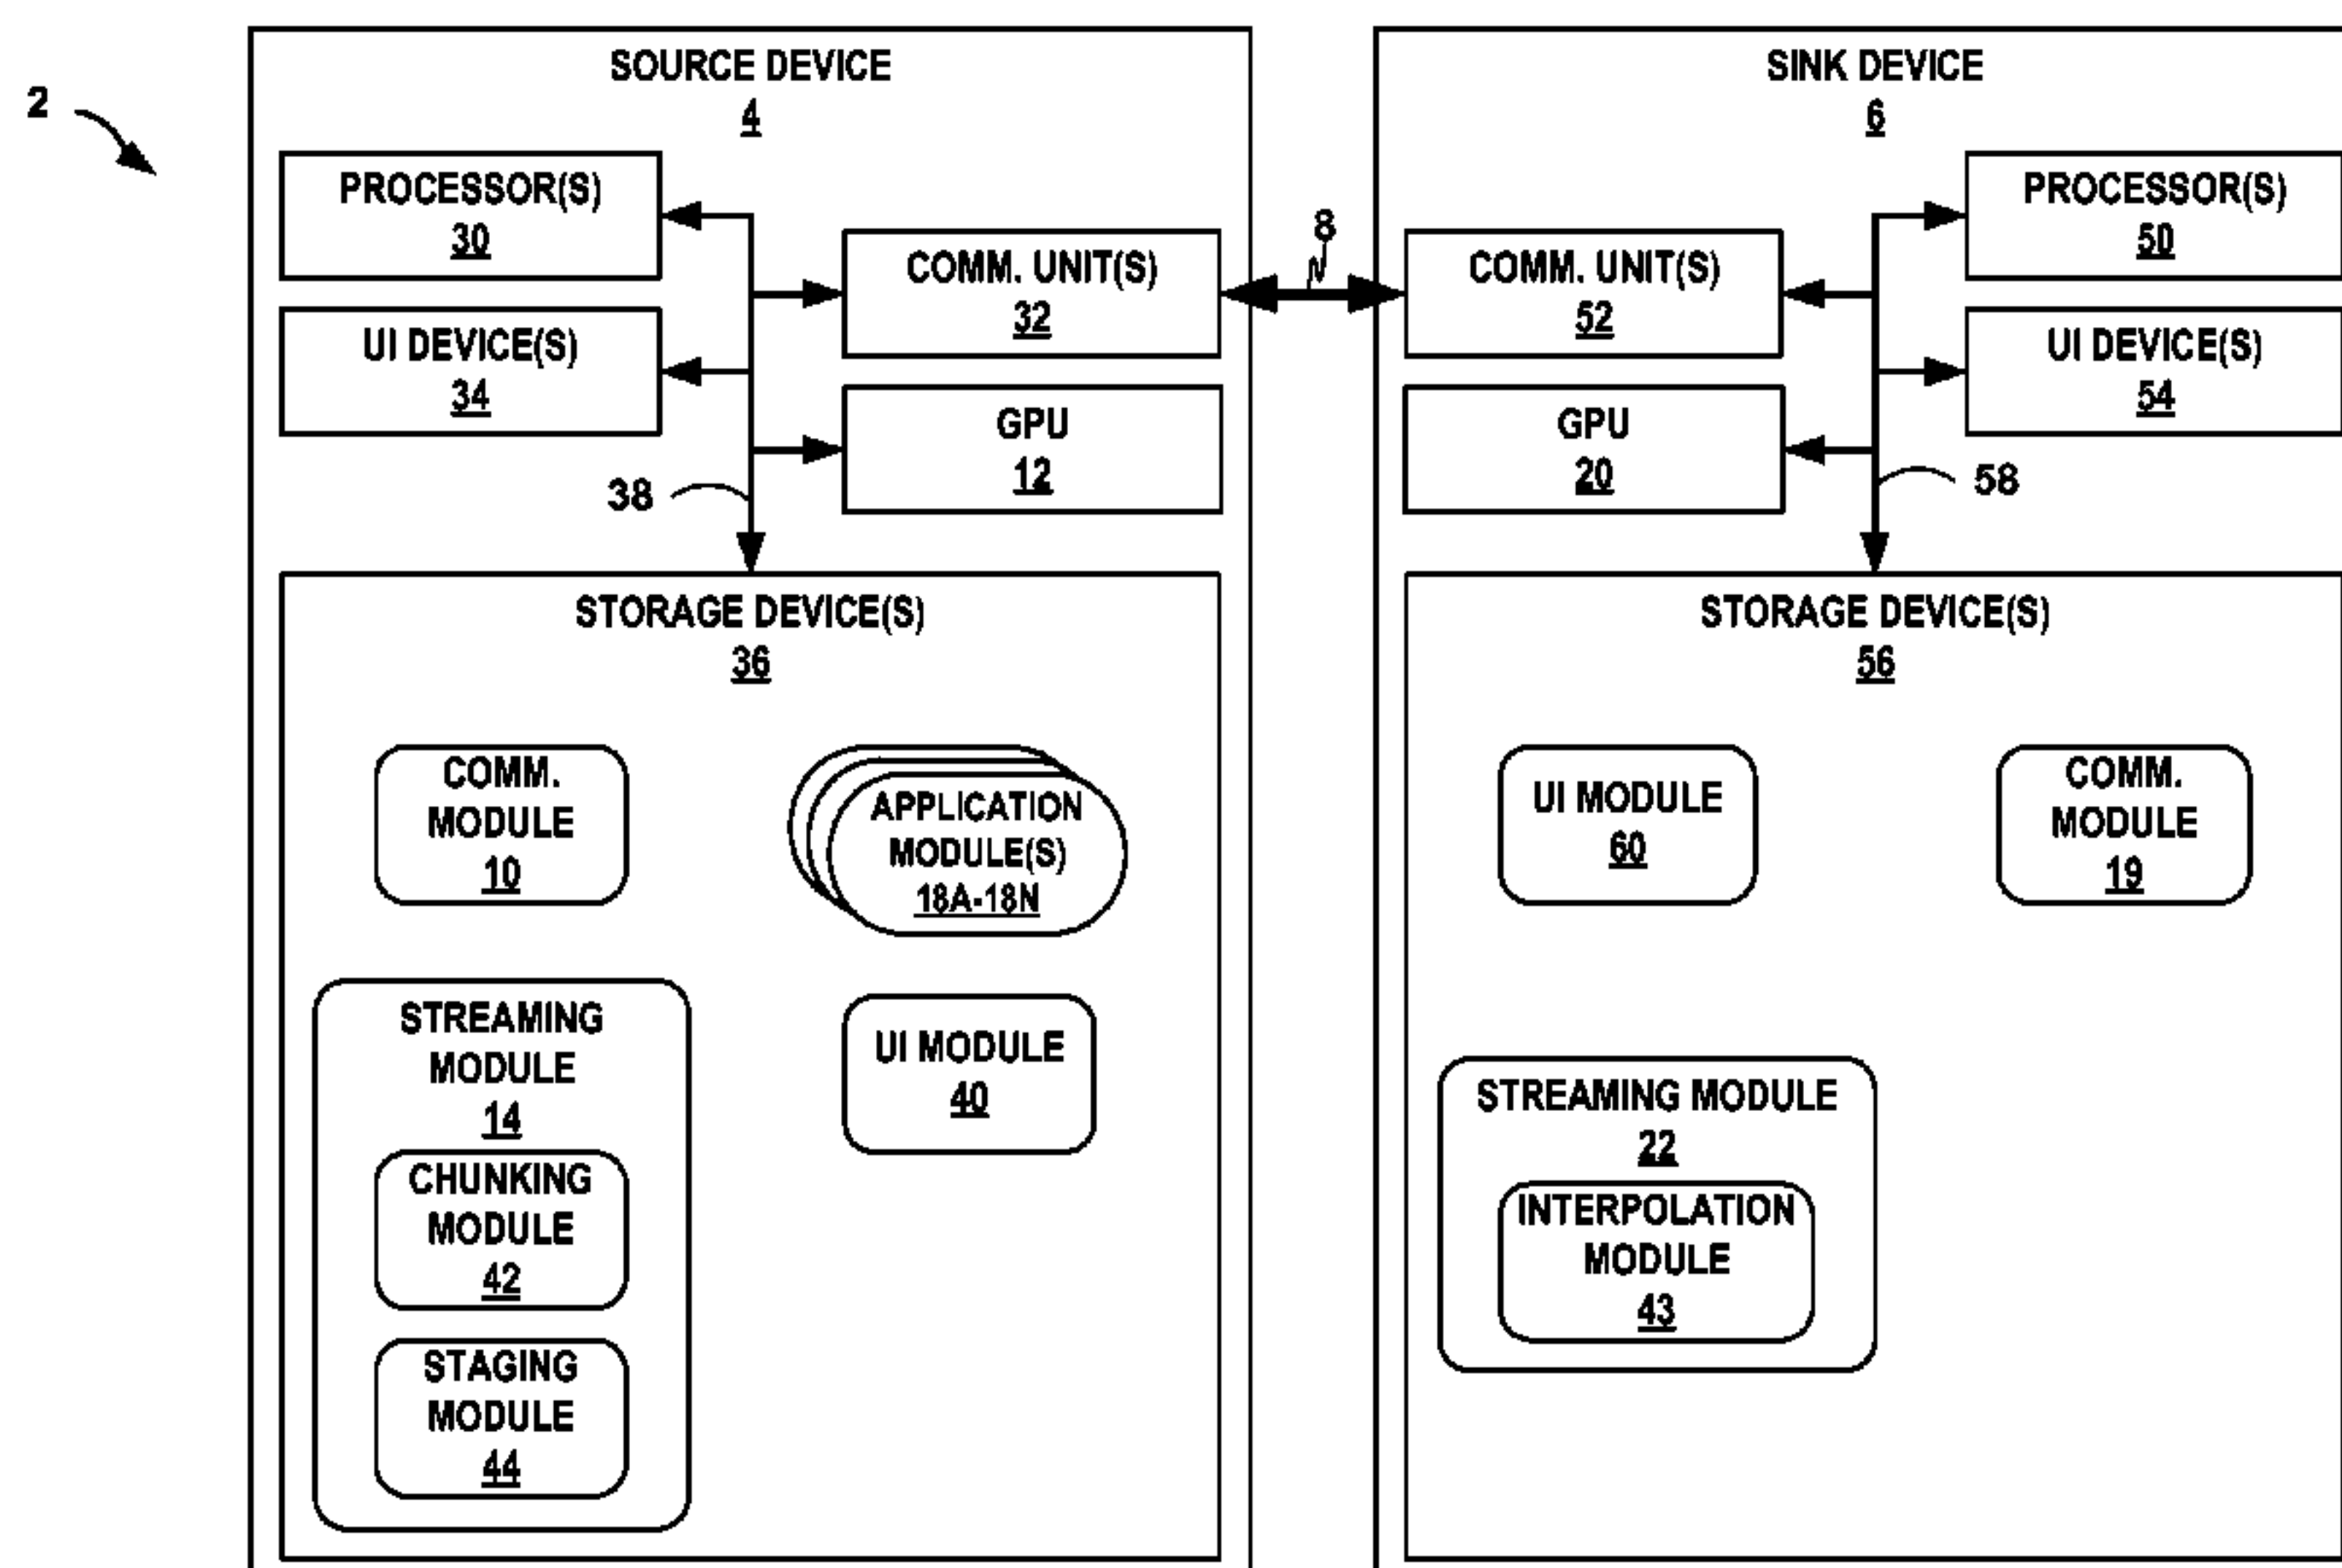 2
SOURCE DEVICE
4
PROCESSOR(S)
30
COMM. UNIT(S)
32
UI DEVICE(S)
34
GPU
12
38
STORAGE DEVICE(S)
36
COMM.
MODULE
10
APPLICATION
MODULE(S)
18A-18N
STREAMING
MODULE
14
CHUNKING
MODULE
42
STAGING
MODULE
44
UI MODULE
40
8
SINK DEVICE
6
COMM. UNIT(S)
52
PROCESSOR(S)
50
UI DEVICE(S)
54
GPU
20
58
STORAGE DEVICE(S)
56
UI MODULE
60
COMM.
MODULE
19
STREAMING MODULE
22
INTERPOLATION
MODULE
43